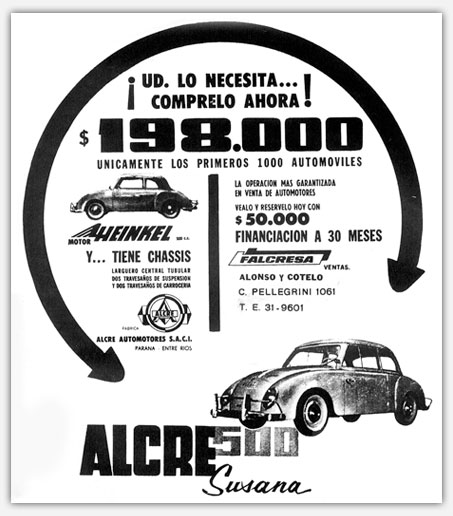 UD. LO NECESITA...
¡ COMPRELO AHORA !
$ 198.000
UNICAMENTE LOS PRIMEROS 1000 AUTOMOVILES
MOTOR HEINKEL
Y... TIENE CHASSIS
LARGUERO CENTRAL TUBULAR
DOS TRAVESAÑOS DE SUSPENSION
Y DOS TRAVESAÑOS DE CARROCERIA
ALCRE
FABRICA
ALCRE AUTOMOTORES S.A.C.I.
PARANA - ENTRE RIOS
LA OPERACION MAS GARANTIZADA
EN VENTA DE AUTOMOTORES
VEALO Y RESERVELO HOY CON
$ 50.000
FINANCIACION A 30 MESES
FALCRESA
VENTAS.
ALONSO Y COTELO
C. PELLEGRINI 1061
T. E. 31-9601
ALCRE 500
Susana